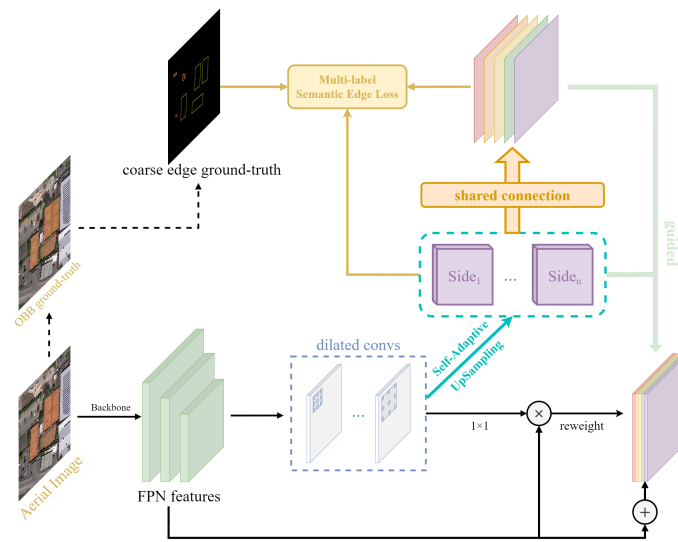 Multi-label
Semantic Edge Loss
coarse edge ground-truth
shared connection
OBB ground-truth
Side1
...
Siden
guided
Self-Adaptive
UpSampling
dilated convs
...
Aerial Image
Backbone
FPN features
1×1
×
reweight
+